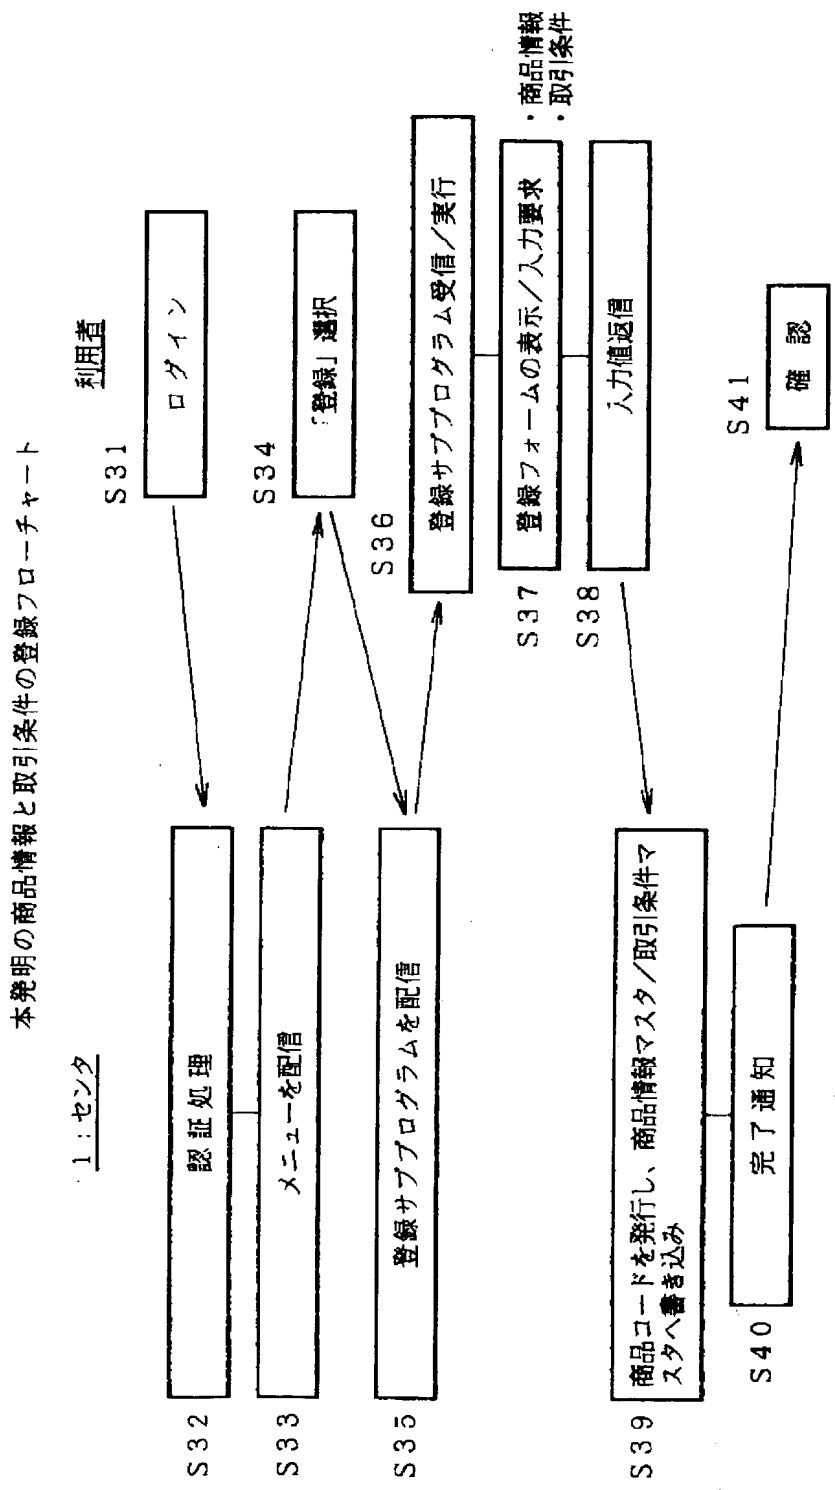 本発明の商品情報と取引条件の登録フローチャート
1：センタ
利用者
S31
ログイン
S32
認証処理
S33
メニューを配信
S34
「登録」選択
S35
登録サブプログラムを配信
S36
登録サブプログラム受信／実行
S37
登録フォームの表示／入力要求
・商品情報
・取引条件
S38
入力値返信
S39
商品コードを発行し、商品情報マスタ／取引条件マ
スタへ書き込み
S40
完了通知
S41
確認